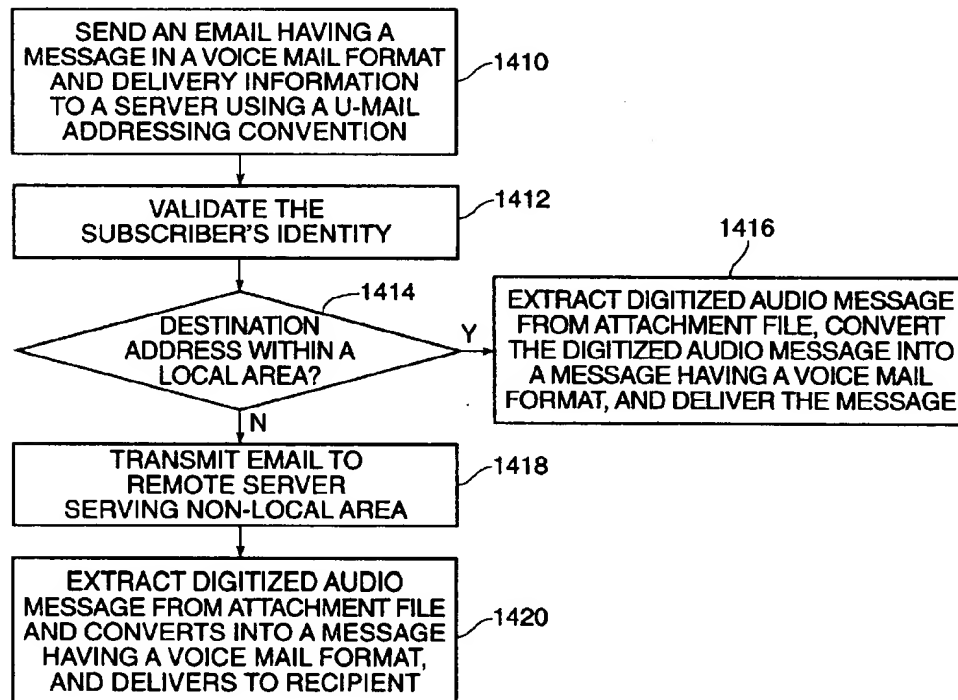 SEND AN EMAIL HAVING A
MESSAGE IN A VOICE MAIL FORMAT
AND DELIVERY INFORMATION
TO A SERVER USING A U-MAIL
ADDRESSING CONVENTION
1410
VALIDATE THE
SUBSCRIBER'S IDENTITY
1412
1414
DESTINATION
ADDRESS WITHIN A
LOCAL AREA?
Y
N
1416
EXTRACT DIGITIZED AUDIO MESSAGE
FROM ATTACHMENT FILE, CONVERT
THE DIGITIZED AUDIO MESSAGE INTO
A MESSAGE HAVING A VOICE MAIL
FORMAT, AND DELIVER THE MESSAGE
TRANSMIT EMAIL TO
REMOTE SERVER
SERVING NON-LOCAL AREA
1418
EXTRACT DIGITIZED AUDIO
MESSAGE FROM ATTACHMENT FILE
AND CONVERTS INTO A MESSAGE
HAVING A VOICE MAIL FORMAT,
AND DELIVERS TO RECIPIENT
1420